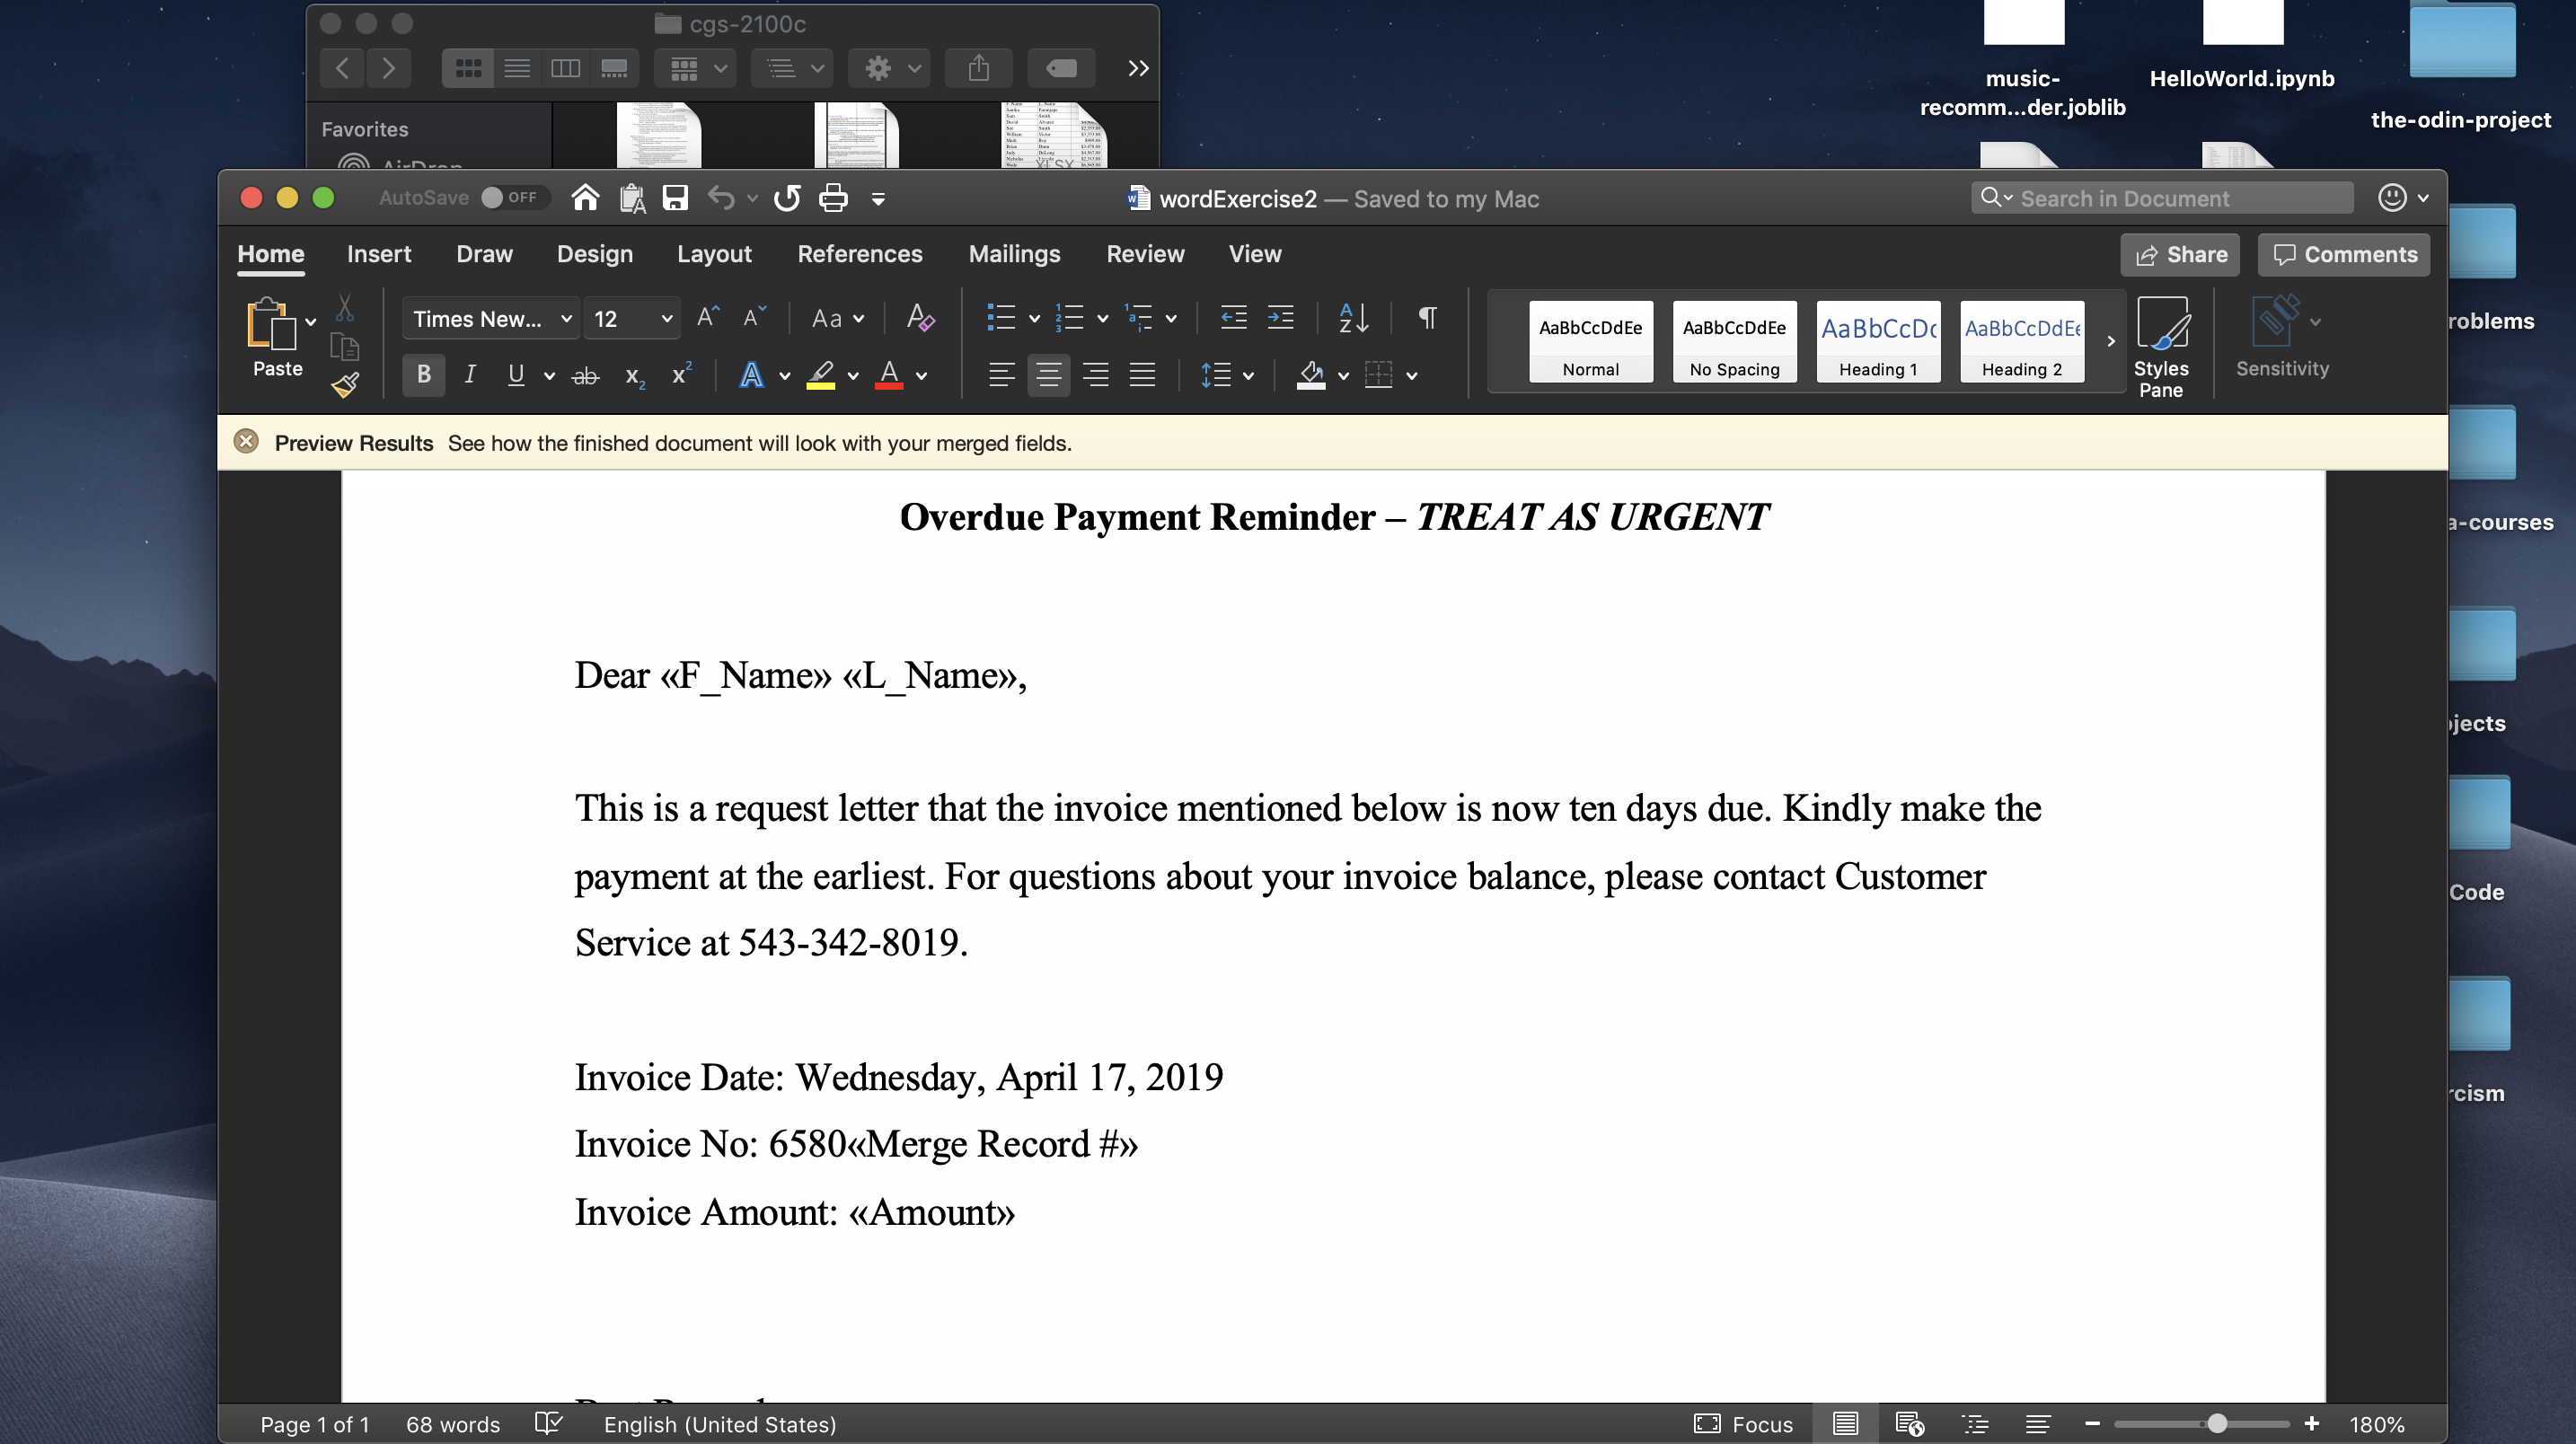 cgs-2100c
Favorites
AirDrop
XLSX
music-
recomm...der.joblib
HelloWorld.ipynb
the-odin-project
AutoSave OFF
wordExercise2 — Saved to my Mac
Search in Document
Home Insert Draw Design Layout References Mailings Review View
Share Comments
Paste
Times New... 12
AaBbCcDdEe AaBbCcDdEe AaBbCcDc AaBbCcDdEe
Normal No Spacing Heading 1 Heading 2
Styles
Pane
Sensitivity
roblems
Preview Results See how the finished document will look with your merged fields.
Overdue Payment Reminder – TREAT AS URGENT
a-courses
Dear «F_Name» «L_Name»,
jects
This is a request letter that the invoice mentioned below is now ten days due. Kindly make the
payment at the earliest. For questions about your invoice balance, please contact Customer
Service at 543-342-8019.
Code
Invoice Date: Wednesday, April 17, 2019
rcism
Invoice No: 6580«Merge Record #»
Invoice Amount: «Amount»
Page 1 of 1 68 words English (United States) Focus 180%